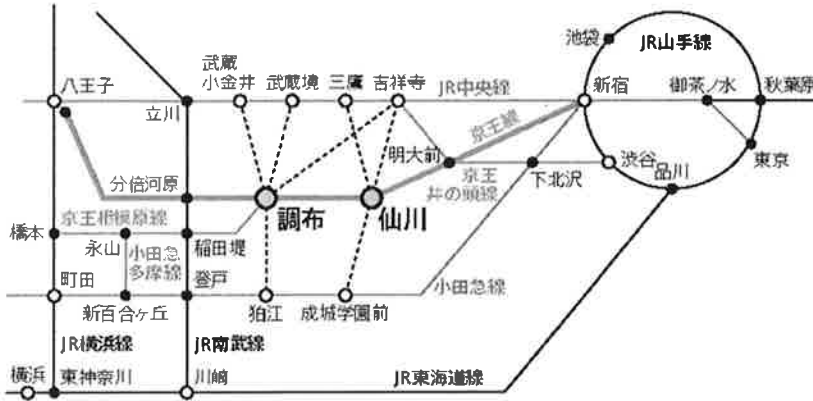 池袋
JR山手線
武蔵
小金井
武蔵境
三鷹
吉祥寺
八王子
JR中央線
新宿
御茶ノ水
秋葉原
立川
京王線
明大前
渋谷
東京
分倍河原
京王
井の頭線
下北沢
品川
調布
仙川
京王相模原線
橋本
永山
小田急
多摩線
稲田堤
町田
登戸
小田急線
新百合ヶ丘
狛江
成城学園前
JR横浜線
JR南武線
横浜
東神奈川
川崎
JR東海道線